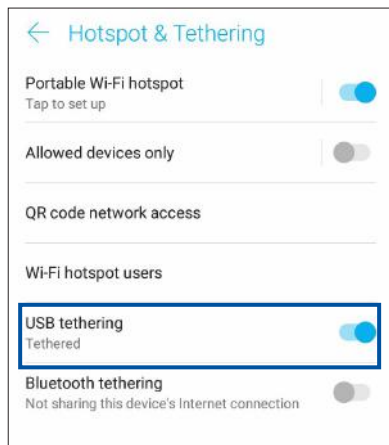 Hotspot & Tethering
Portable Wi-Fi hotspot
Tap to set up
Allowed devices only
QR code network access
Wi-Fi hotspot users
USB tethering
Tethered
Bluetooth tethering
Not sharing this device's Internet connection